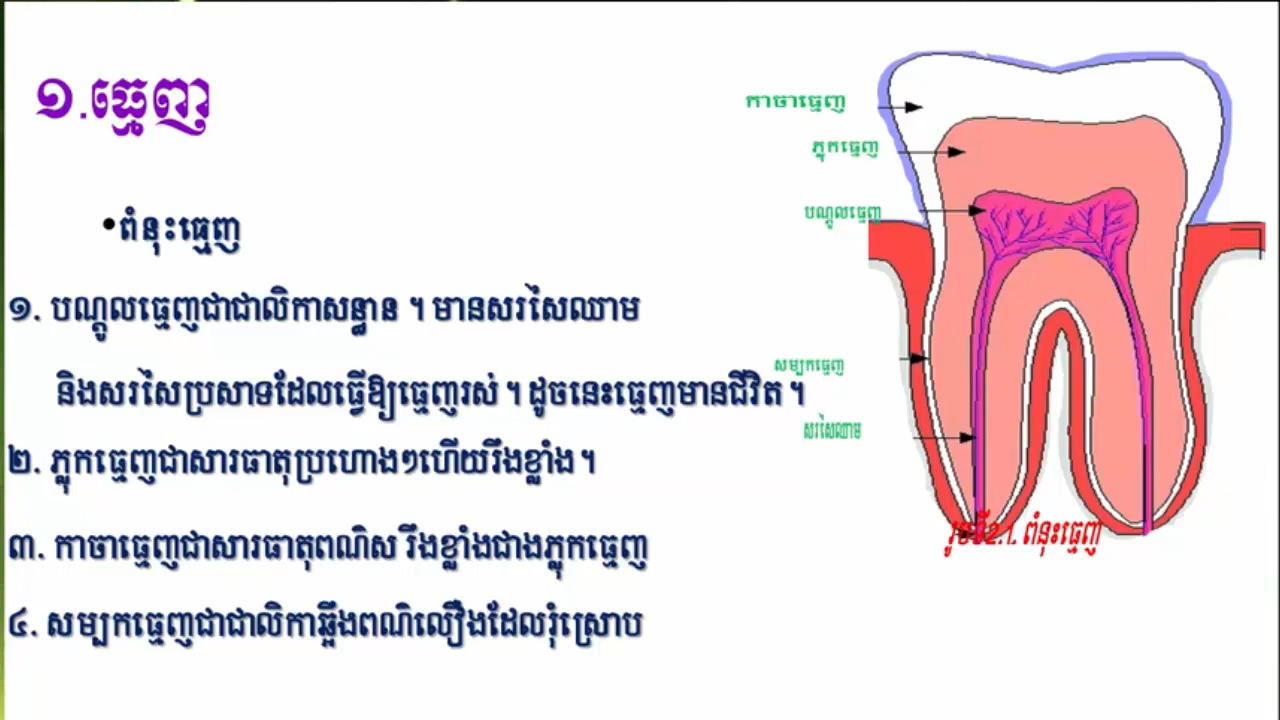 ១.ធ្មេញ
•ពំនុះធ្មេញ
១. បណ្តូលធ្មេញជាជាលិកាសន្ធាន ។ មានសរសៃឈាម
និងសរសៃប្រសាទដែលធ្វើឱ្យធ្មេញរស់ ។ ដូចនេះធ្មេញមានជីវិត ។
២. ភ្លុកធ្មេញជាសារធាតុប្រហោងៗហើយរឹងខ្លាំង ។
៣. កាចាធ្មេញជាសារធាតុពណ៌ស រឹងខ្លាំងជាងភ្លុកធ្មេញ
៤. សម្បកធ្មេញជាជាលិកាឆ្អឹងពណ៌លឿងដែលរុំស្រោប
កាចាធ្មេញ
ភ្លុកធ្មេញ
បណ្តូលធ្មេញ
សម្បកធ្មេញ
សរសៃឈាម
រូបទី2.1. ពំនុះធ្មេញ